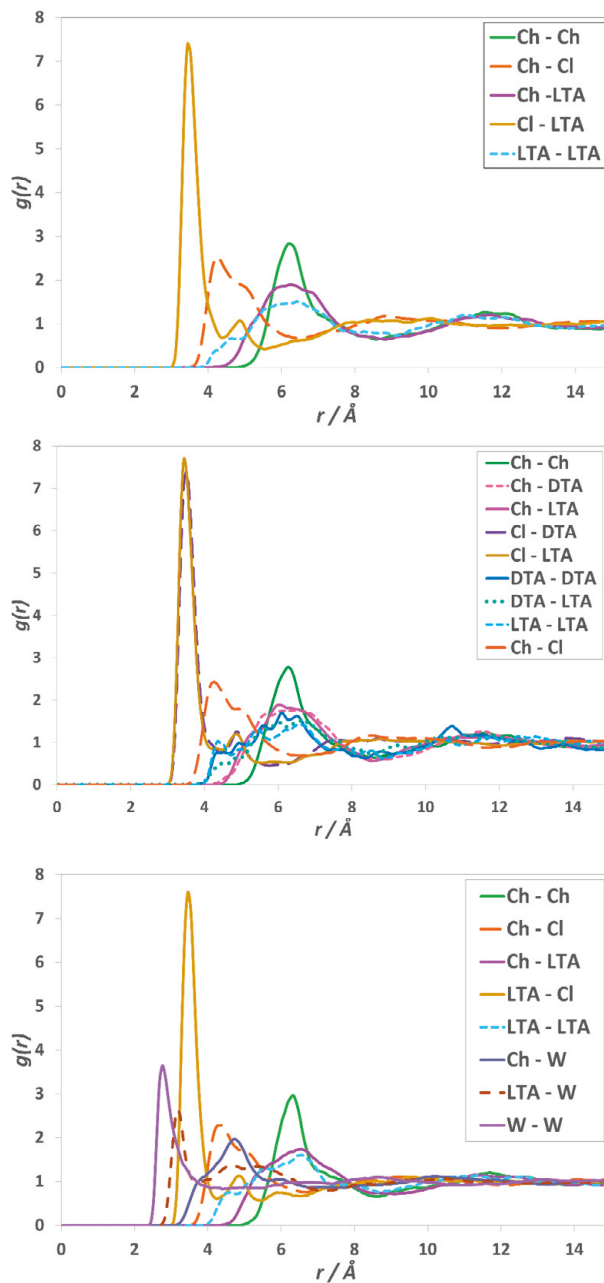 8
7
6
5
4
3
2
1
0
g(r)
0 2 4 6 8 10 12 14
r / Å
Ch - Ch
Ch - Cl
Ch -LTA
Cl - LTA
LTA - LTA
8
7
6
5
4
3
2
1
0
g(r)
0 2 4 6 8 10 12 14
r / Å
Ch - Ch
Ch - DTA
Ch - LTA
Cl - DTA
Cl - LTA
DTA - DTA
DTA - LTA
LTA - LTA
Ch - Cl
8
7
6
5
4
3
2
1
0
g(r)
0 2 4 6 8 10 12 14
r / Å
Ch - Ch
Ch - Cl
Ch - LTA
LTA - Cl
LTA - LTA
Ch - W
LTA - W
W - W